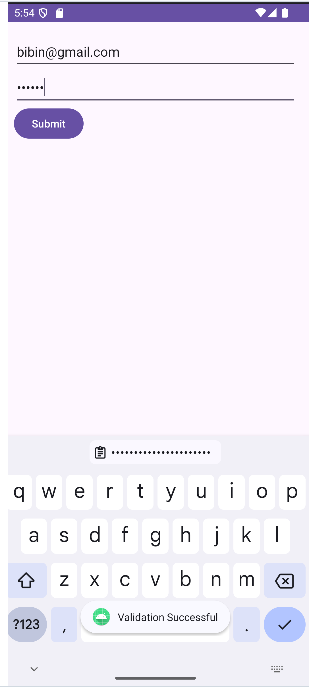 5:54
bibin@gmail.com
••••••
Submit
••••••••••••••••••••••
q w e r t y u i o p
a s d f g h j k l
z x c v b n m
?123 , .
Validation Successful